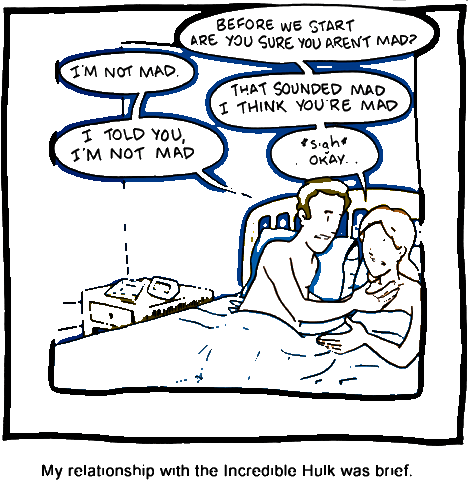 BEFORE WE START
ARE YOU SURE YOU AREN'T MAD?
I'M NOT MAD.
THAT SOUNDED MAD
I THINK YOU'RE MAD
I TOLD YOU,
I'M NOT MAD
*sigh*
OKAY..
My relationship with the Incredible Hulk was brief.